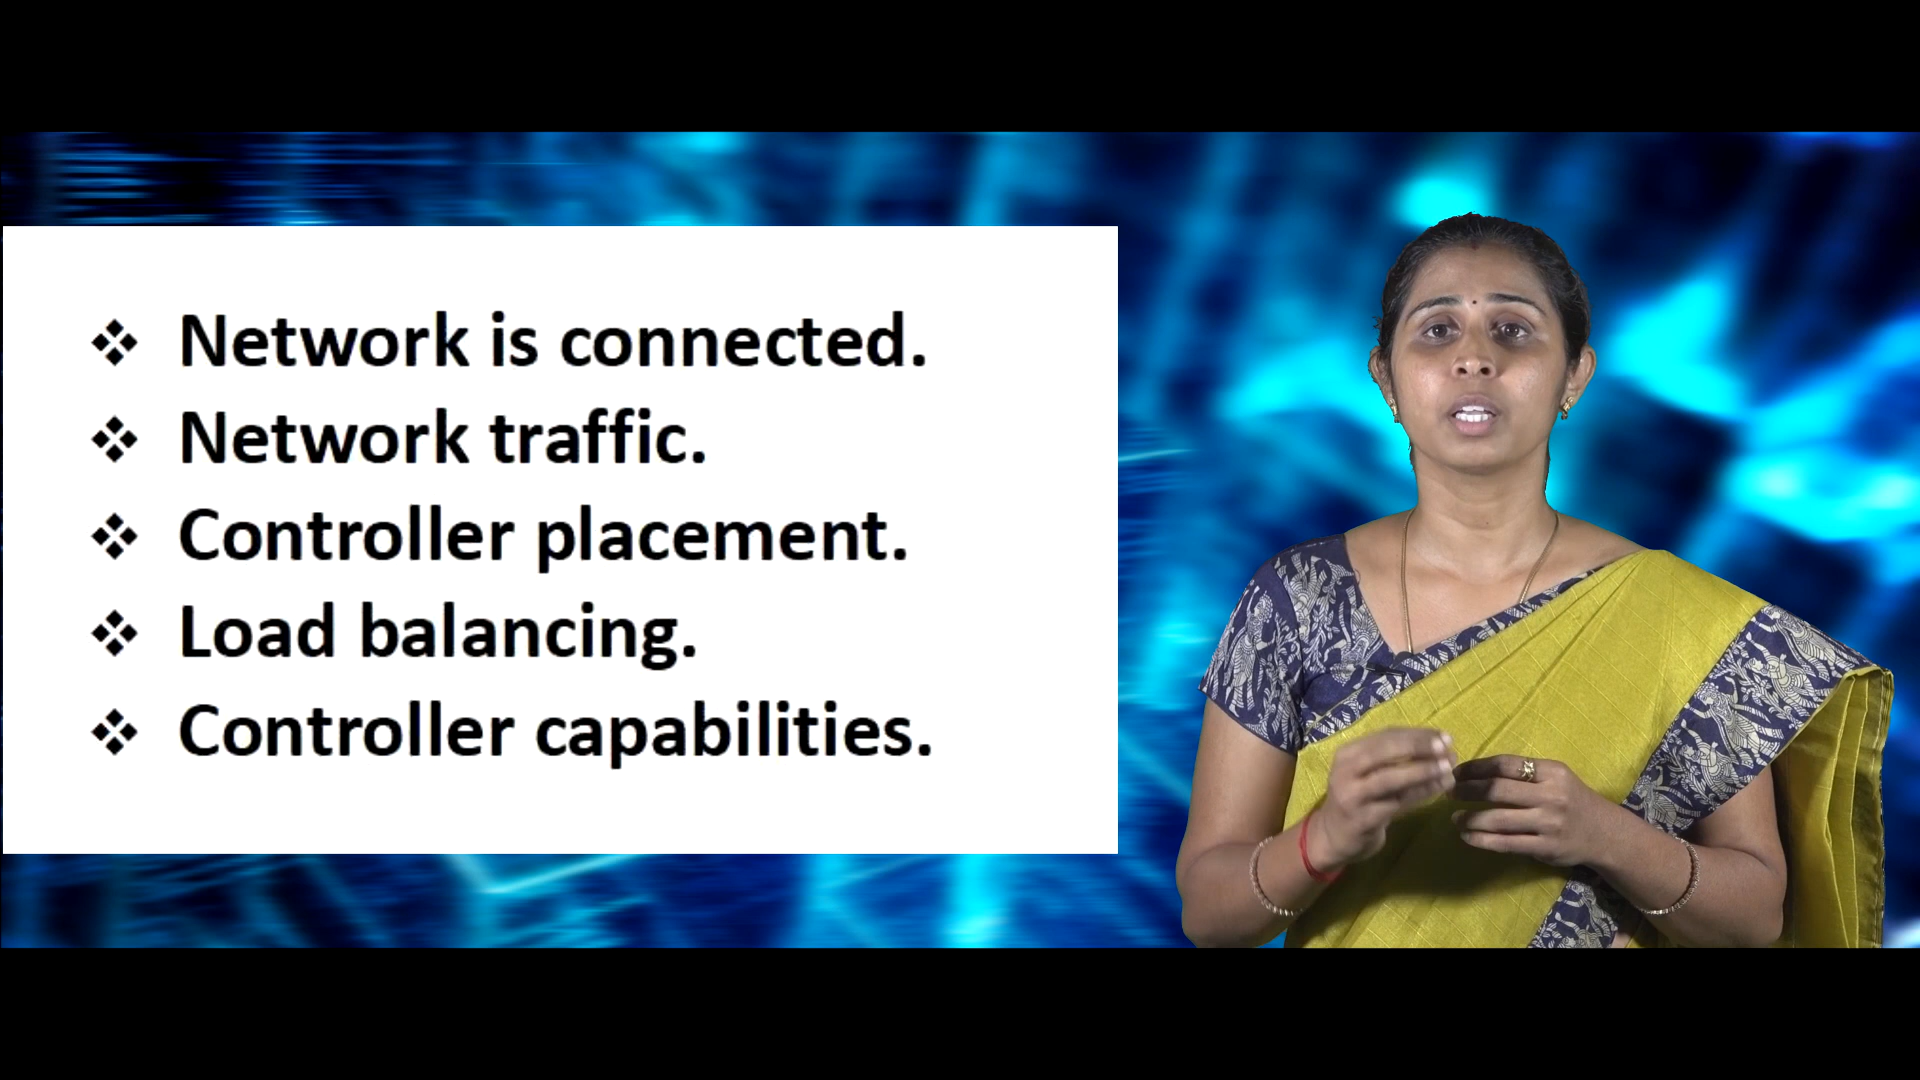 ❖ Network is connected.
❖ Network traffic.
❖ Controller placement.
❖ Load balancing.
❖ Controller capabilities.